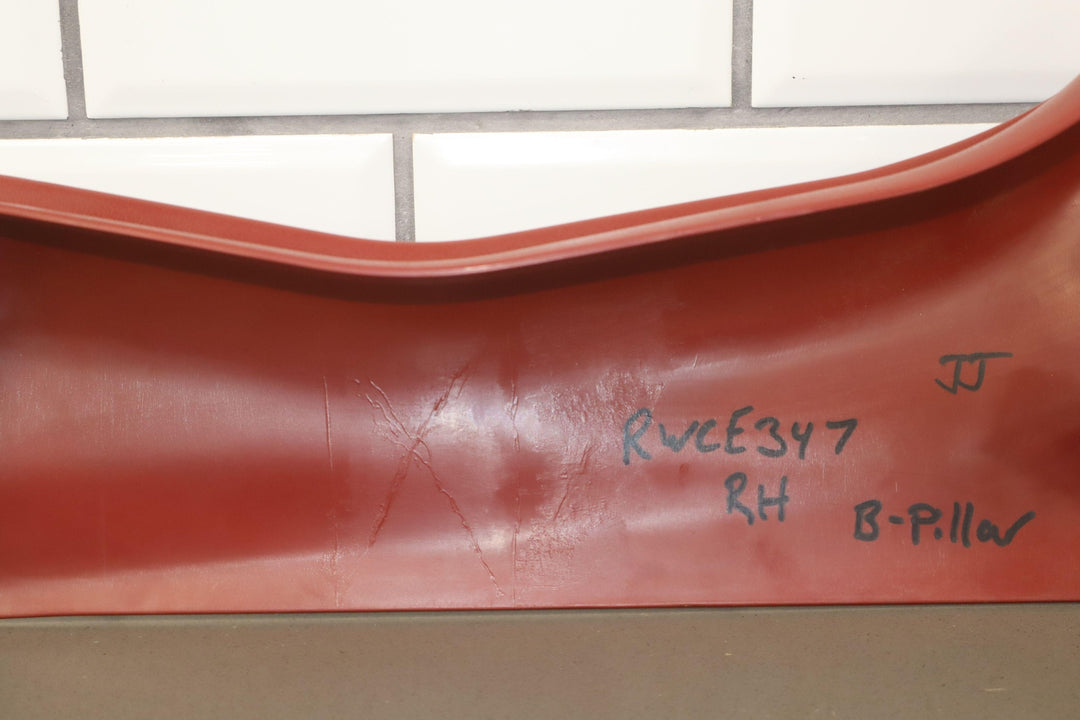 JJ
RWCE347
RH
B-Pillar